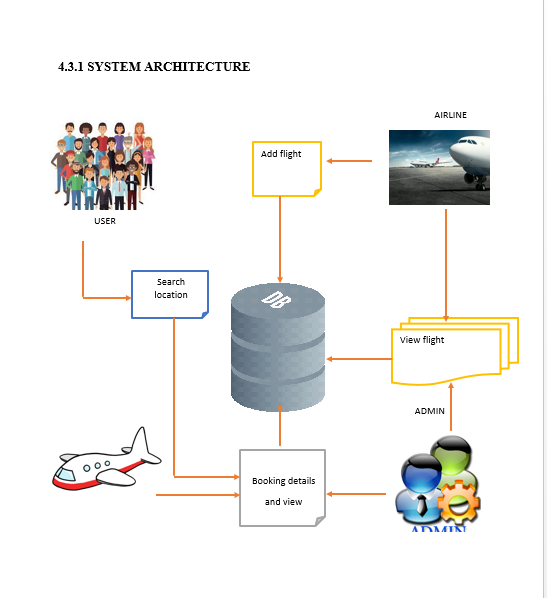 4.3.1 SYSTEM ARCHITECTURE
AIRLINE
Add flight
USER
Search
location
DB
View flight
ADMIN
Booking details
and view
ADMIN